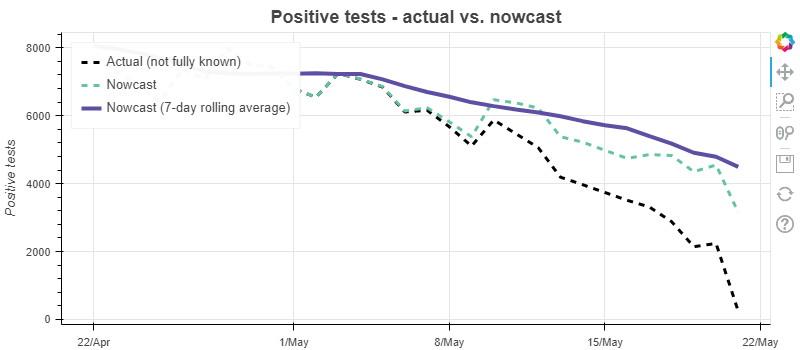 Positive tests - actual vs. nowcast
8000
6000
4000
2000
0
Positive tests
Actual (not fully known)
Nowcast
Nowcast (7-day rolling average)
22/Apr
1/May
8/May
15/May
22/May